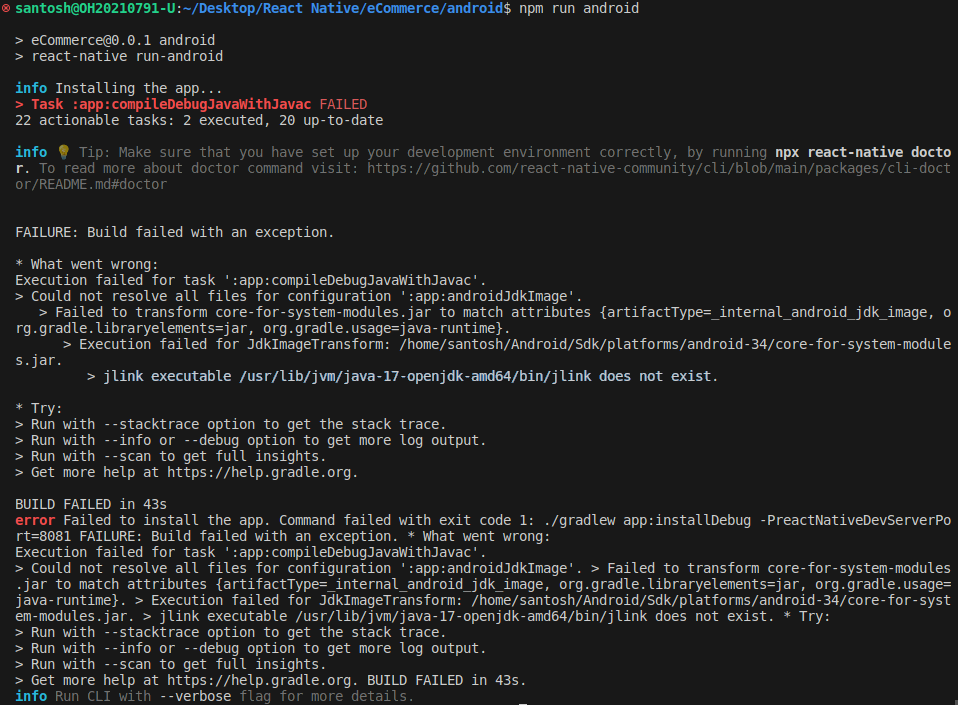 santosh@OH20210791-U:~/Desktop/React Native/eCommerce/android$ npm run android
> eCommerce@0.0.1 android
> react-native run-android
info Installing the app...
> Task :app:compileDebugJavaWithJavac FAILED
22 actionable tasks: 2 executed, 20 up-to-date
info 💡 Tip: Make sure that you have set up your development environment correctly, by running npx react-native docto
r. To read more about doctor command visit: https://github.com/react-native-community/cli/blob/main/packages/cli-doct
or/README.md#doctor
FAILURE: Build failed with an exception.
* What went wrong:
Execution failed for task ':app:compileDebugJavaWithJavac'.
> Could not resolve all files for configuration ':app:androidJdkImage'.
> Failed to transform core-for-system-modules.jar to match attributes {artifactType=_internal_android_jdk_image, o
rg.gradle.libraryelements=jar, org.gradle.usage=java-runtime}.
> Execution failed for JdkImageTransform: /home/santosh/Android/Sdk/platforms/android-34/core-for-system-module
s.jar.
> jlink executable /usr/lib/jvm/java-17-openjdk-amd64/bin/jlink does not exist.
* Try:
> Run with --stacktrace option to get the stack trace.
> Run with --info or --debug option to get more log output.
> Run with --scan to get full insights.
> Get more help at https://help.gradle.org.
BUILD FAILED in 43s
error Failed to install the app. Command failed with exit code 1: ./gradlew app:installDebug -PreactNativeDevServerPo
rt=8081 FAILURE: Build failed with an exception. * What went wrong:
Execution failed for task ':app:compileDebugJavaWithJavac'.
> Could not resolve all files for configuration ':app:androidJdkImage'. > Failed to transform core-for-system-modules
.jar to match attributes {artifactType=_internal_android_jdk_image, org.gradle.libraryelements=jar, org.gradle.usage=
java-runtime}. > Execution failed for JdkImageTransform: /home/santosh/Android/Sdk/platforms/android-34/core-for-syst
em-modules.jar. > jlink executable /usr/lib/jvm/java-17-openjdk-amd64/bin/jlink does not exist. * Try:
> Run with --stacktrace option to get the stack trace.
> Run with --info or --debug option to get more log output.
> Run with --scan to get full insights.
> Get more help at https://help.gradle.org. BUILD FAILED in 43s.
info Run CLI with --verbose flag for more details.